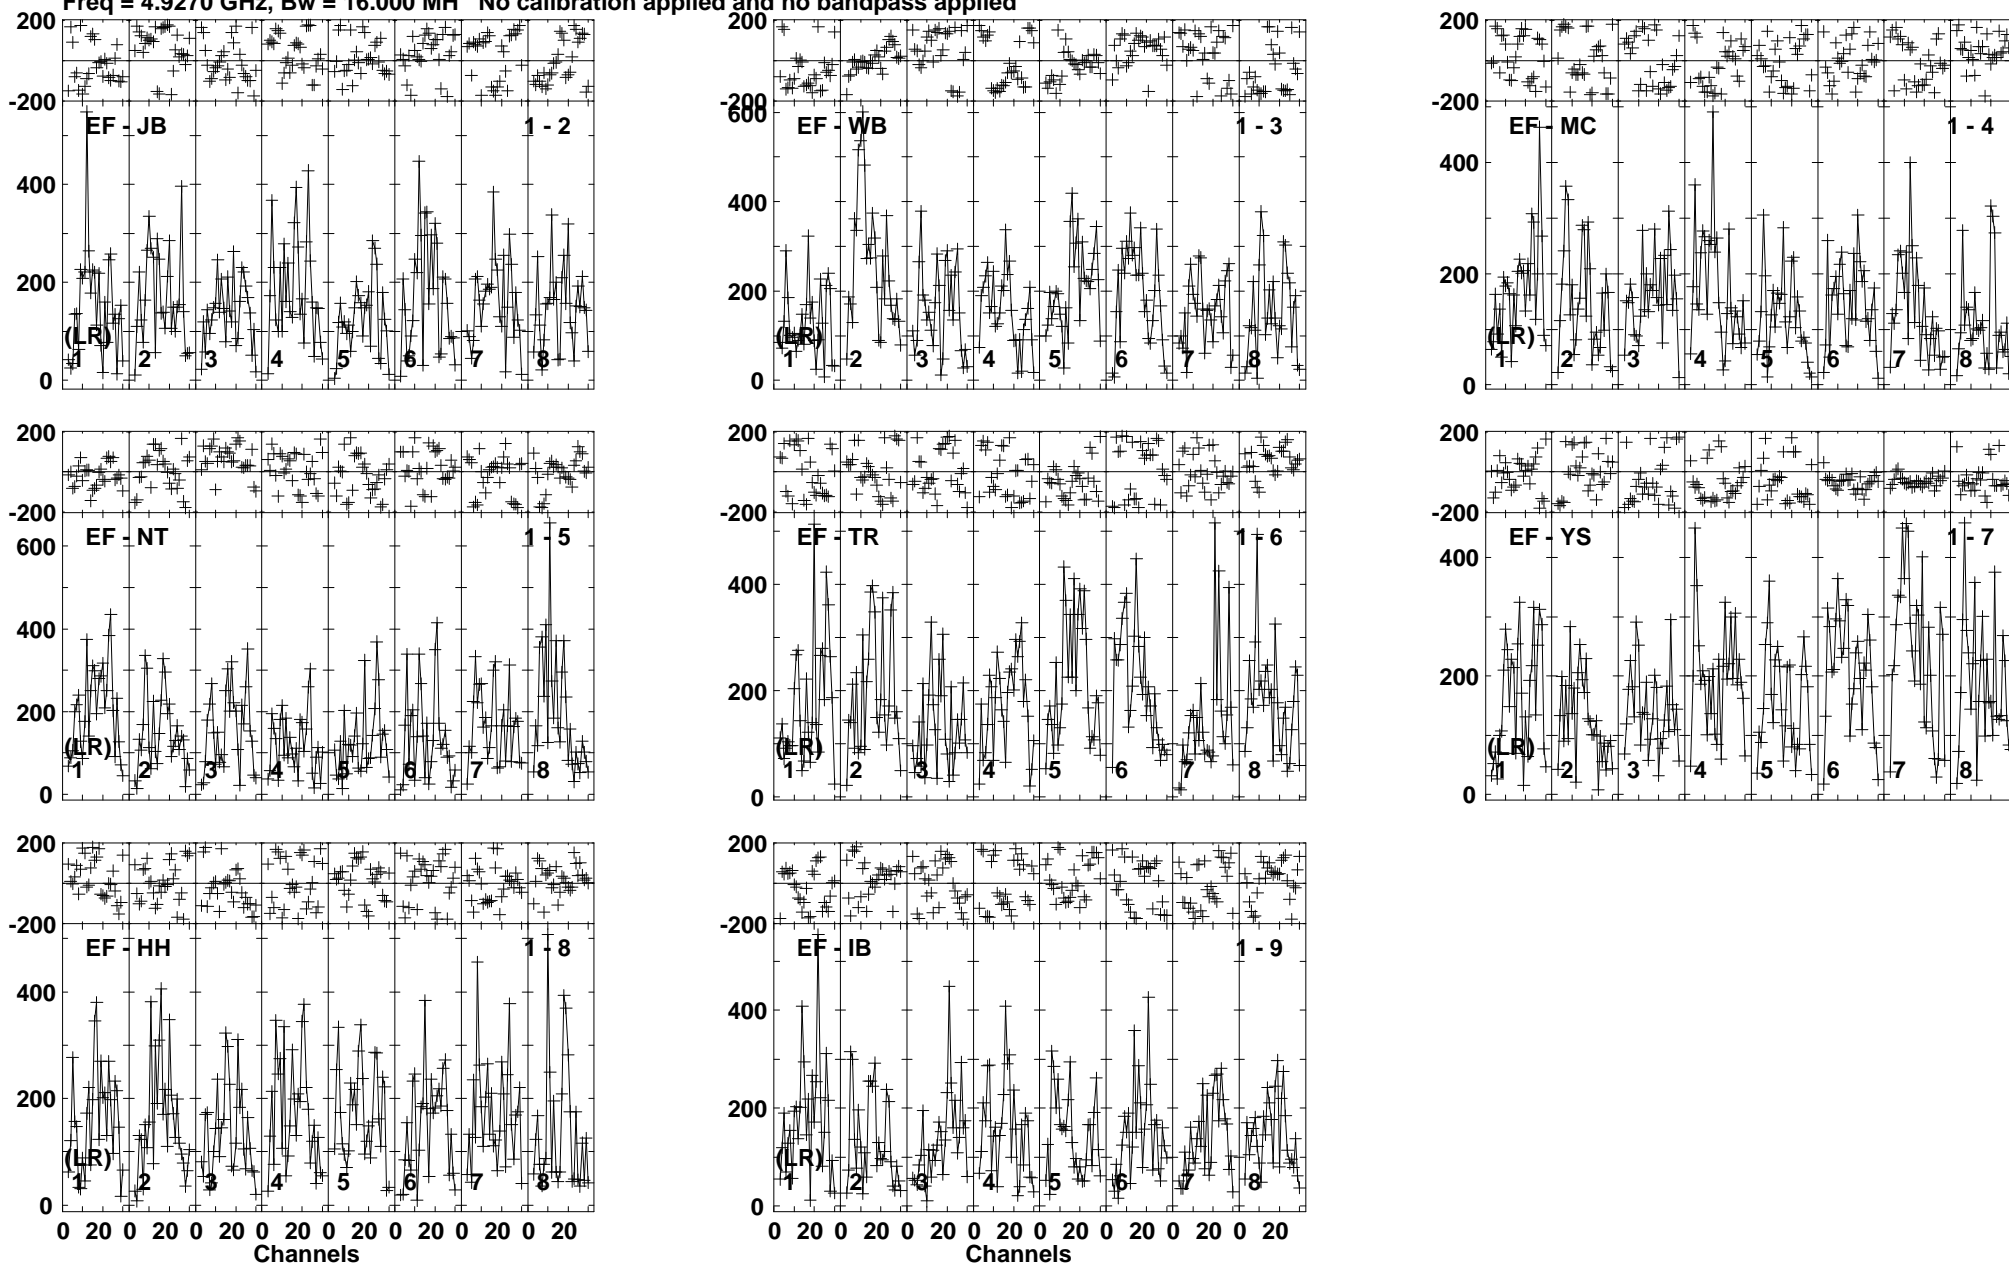 Freq = 4.9270 GHz, Bw = 16.000 MH No calibration applied and no bandpass applied
200 200 200
-200 -200 -200
EF - JB 1 - 2 600 EF - WB 1 - 3 EF - MC 1 - 4
400 400 400
200 200 200
(LR) (LR) (LR)
1 2 3 4 5 6 7 8 1 2 3 4 5 6 7 8 1 2 3 4 5 6 7 8
0 0 0
200 200 200
-200 -200 -200
EF - NT 1 - 5 EF - TR 1 - 6 EF - YS 1 - 7
600 400 400
400 200 200
200
(LR) (LR) (LR)
1 2 3 4 5 6 7 8 1 2 3 4 5 6 7 8 1 2 3 4 5 6 7 8
0 0 0
200 200
-200 -200
EF - HH 1 - 8 EF - IB 1 - 9
400 400
200 200
(LR) (LR)
1 2 3 4 5 6 7 8 1 2 3 4 5 6 7 8
0 0
0 20 0 20 0 20 0 20 0 20 0 20 0 20 0 20 0 20 0 20 0 20 0 20 0 20 0 20 0 20 0 20
Channels Channels